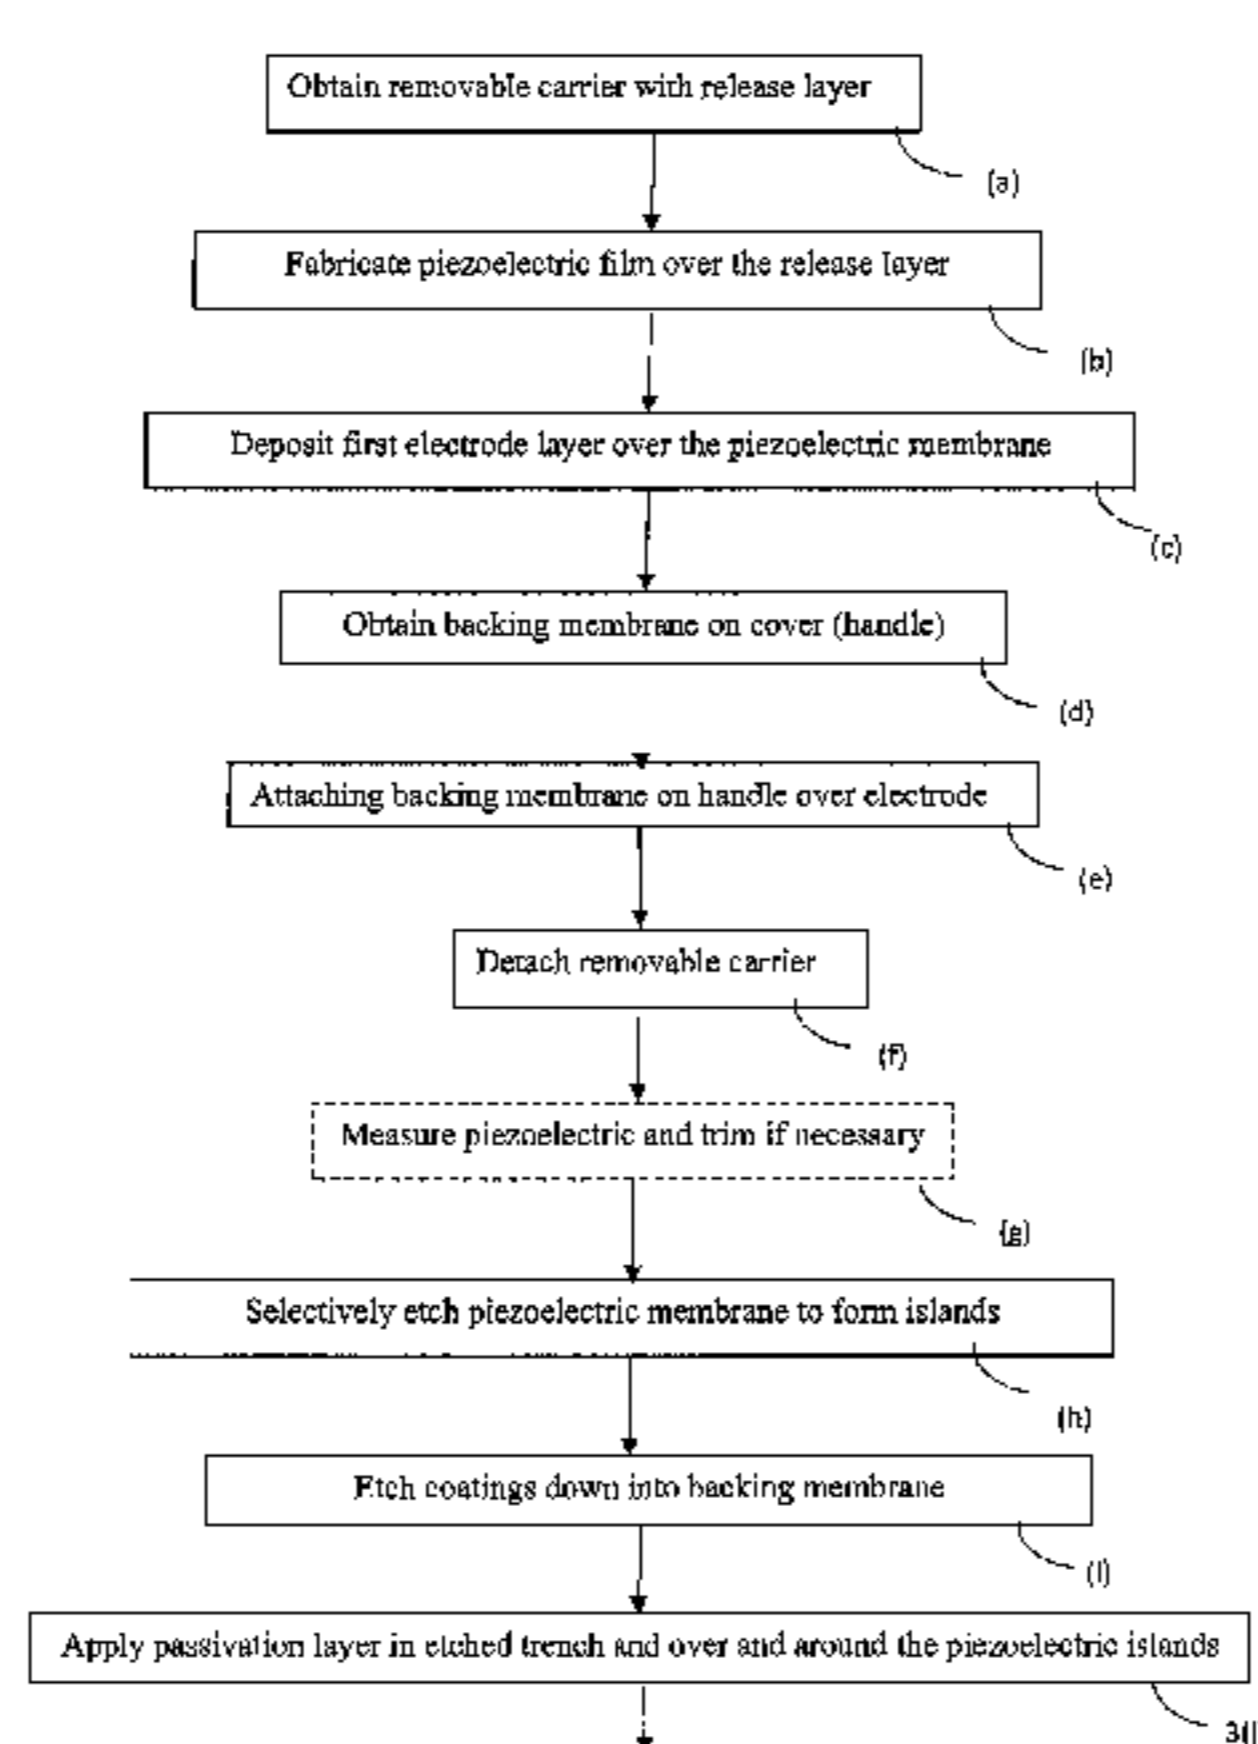 Obtain removable carrier with release layer
(a)
Fabricate piezoelectric film over the release layer
(b)
Deposit first electrode layer over the piezoelectric membrane
(c)
Obtain backing membrane on cover (handle)
(d)
Attaching backing membrane on handle over electrode
(e)
Detach removable carrier
(f)
Measure piezoelectric and trim if necessary
(g)
Selectively etch piezoelectric membrane to form islands
(h)
Etch coatings down into backing membrane
(I)
Apply passivation layer in etched trench and over and around the piezoelectric islands